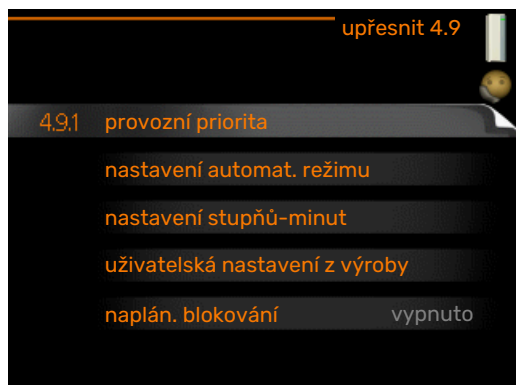 upřesnit 4.9
4.9.1 provozní priorita
nastavení automat. režimu
nastavení stupňů-minut
uživatelská nastavení z výroby
naplán. blokování vypnuto